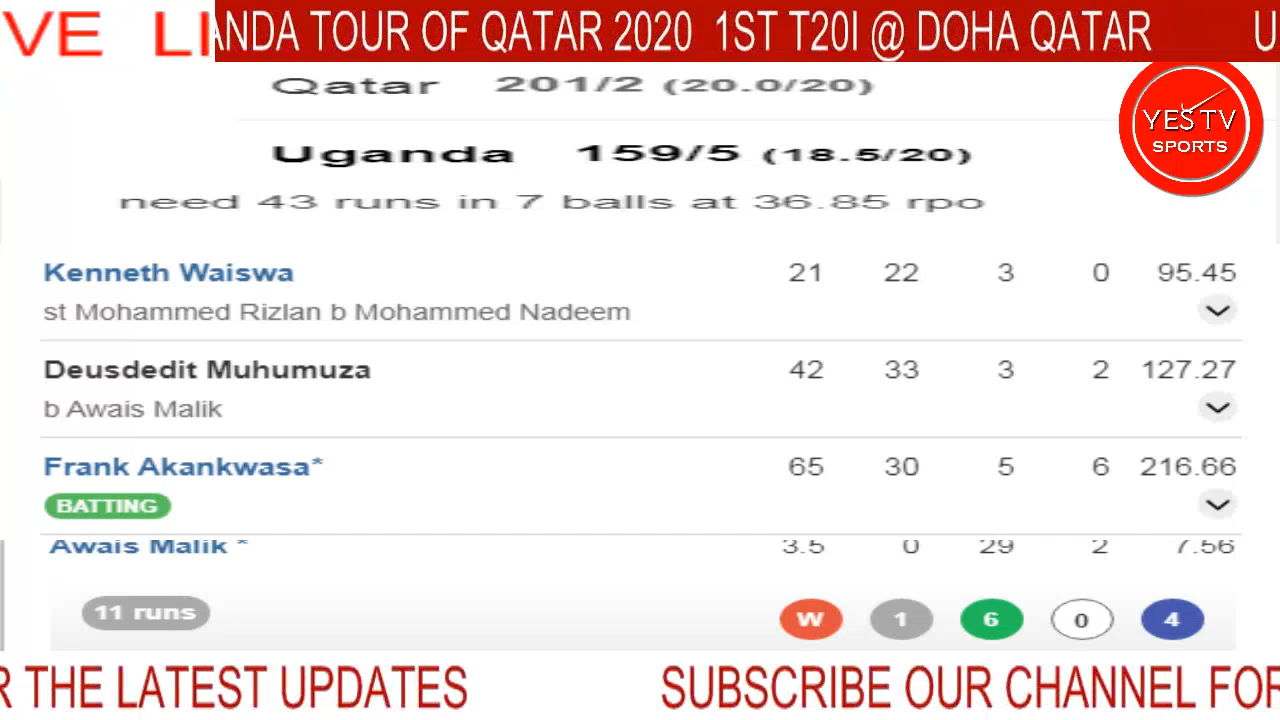 VE LI ANDA TOUR OF QATAR 2020 1ST T20I @ DOHA QATAR U
Qatar 201/2 (20.0/20)
YES TV
SPORTS
Uganda 159/5 (18.5/20)
need 43 runs in 7 balls at 36.85 rpo
Kenneth Waiswa 21 22 3 0 95.45
st Mohammed Rizlan b Mohammed Nadeem
Deusdedit Muhumuza 42 33 3 2 127.27
b Awais Malik
Frank Akankwasa* 65 30 5 6 216.66
BATTING
Awais Malik * 3.5 0 29 2 7.56
11 runs W 1 6 0 4
R THE LATEST UPDATES SUBSCRIBE OUR CHANNEL FOR